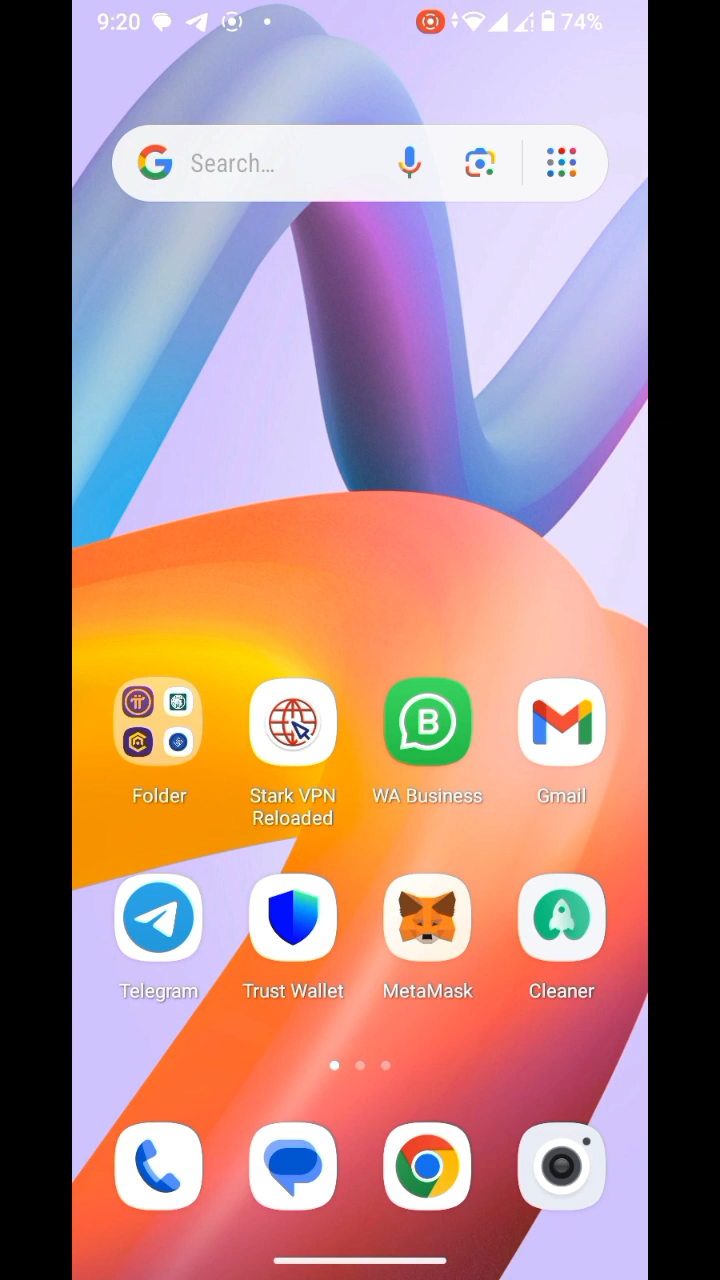 9:20
74%
Search...
Folder
Stark VPN
Reloaded
WA Business
Gmail
Telegram
Trust Wallet
MetaMask
Cleaner